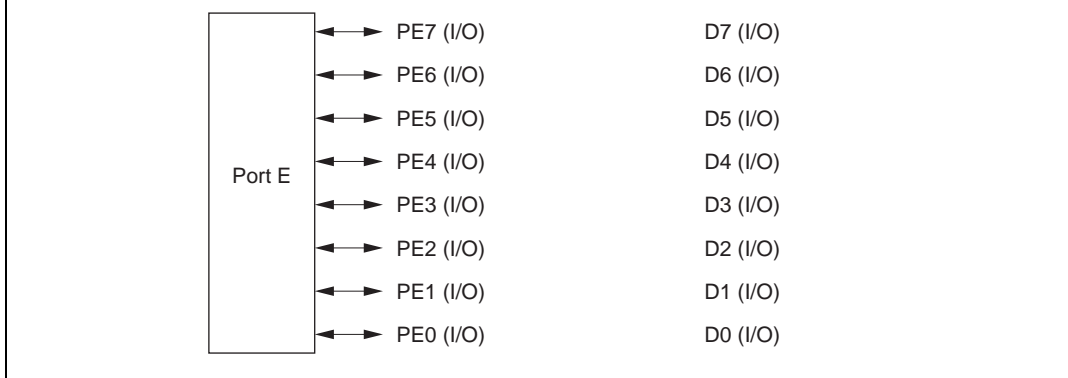 PE7 (I/O) D7 (I/O)
PE6 (I/O) D6 (I/O)
PE5 (I/O) D5 (I/O)
PE4 (I/O) D4 (I/O)
Port E
PE3 (I/O) D3 (I/O)
PE2 (I/O) D2 (I/O)
PE1 (I/O) D1 (I/O)
PE0 (I/O) D0 (I/O)